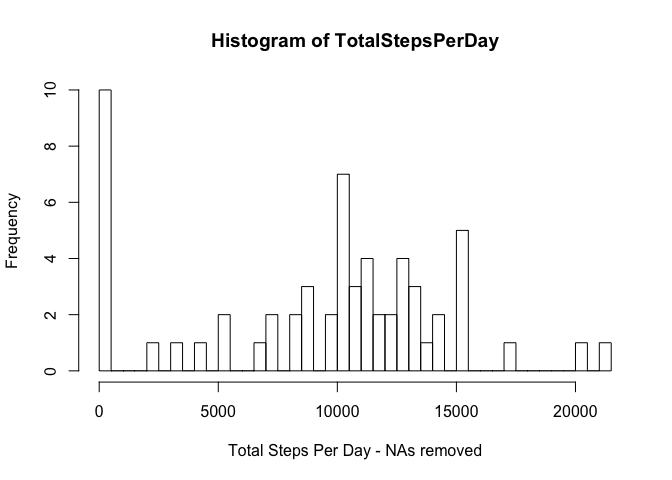 Histogram of TotalStepsPerDay
Frequency
10
8
6
4
2
0
0 5000 10000 15000 20000
Total Steps Per Day - NAs removed